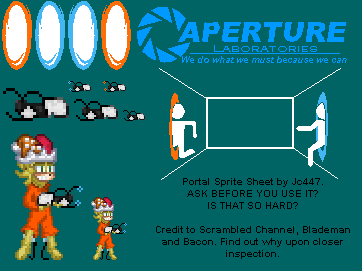 APERTURE
LABORATORIES
We do what we must because we can
Portal Sprite Sheet by Jc447.
ASK BEFORE YOU USE IT?
IS THAT SO HARD?
Credit to Scrambled Channel, Blademan
and Bacon. Find out why upon closer
inspection.